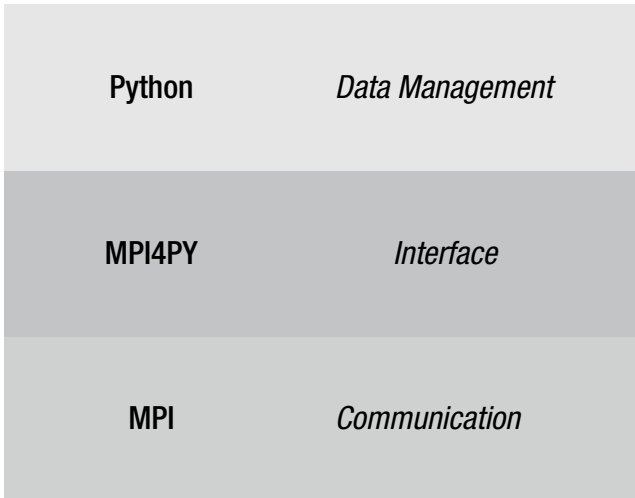 Python Data Management
MPI4PY Interface
MPI Communication